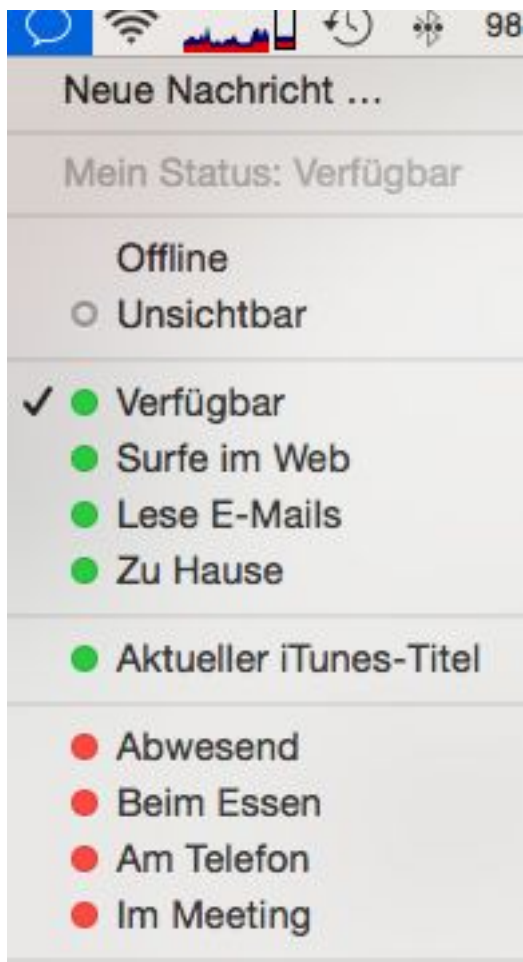 98
Neue Nachricht ...
Mein Status: Verfügbar
Offline
Unsichtbar
Verfügbar
Surfe im Web
Lese E-Mails
Zu Hause
Aktueller iTunes-Titel
Abwesend
Beim Essen
Am Telefon
Im Meeting